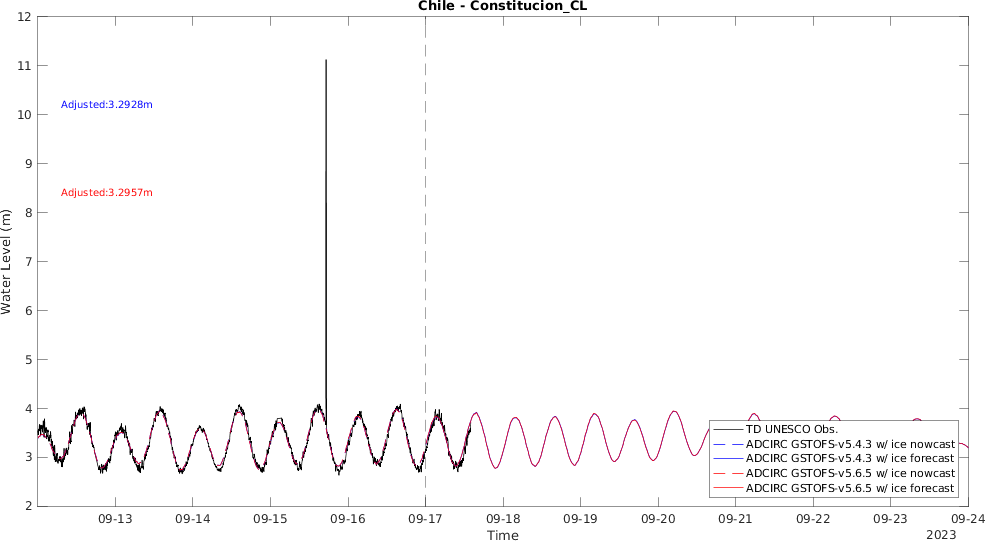 Chile - Constitucion_CL
12
11
10
9
8
7
6
5
4
3
2
Water Level (m)
Adjusted:3.2928m
Adjusted:3.2957m
TD UNESCO Obs.
ADCIRC GSTOFS-v5.4.3 w/ ice nowcast
ADCIRC GSTOFS-v5.4.3 w/ ice forecast
ADCIRC GSTOFS-v5.6.5 w/ ice nowcast
ADCIRC GSTOFS-v5.6.5 w/ ice forecast
09-13 09-14 09-15 09-16 09-17 09-18 09-19 09-20 09-21 09-22 09-23 09-24
Time
2023